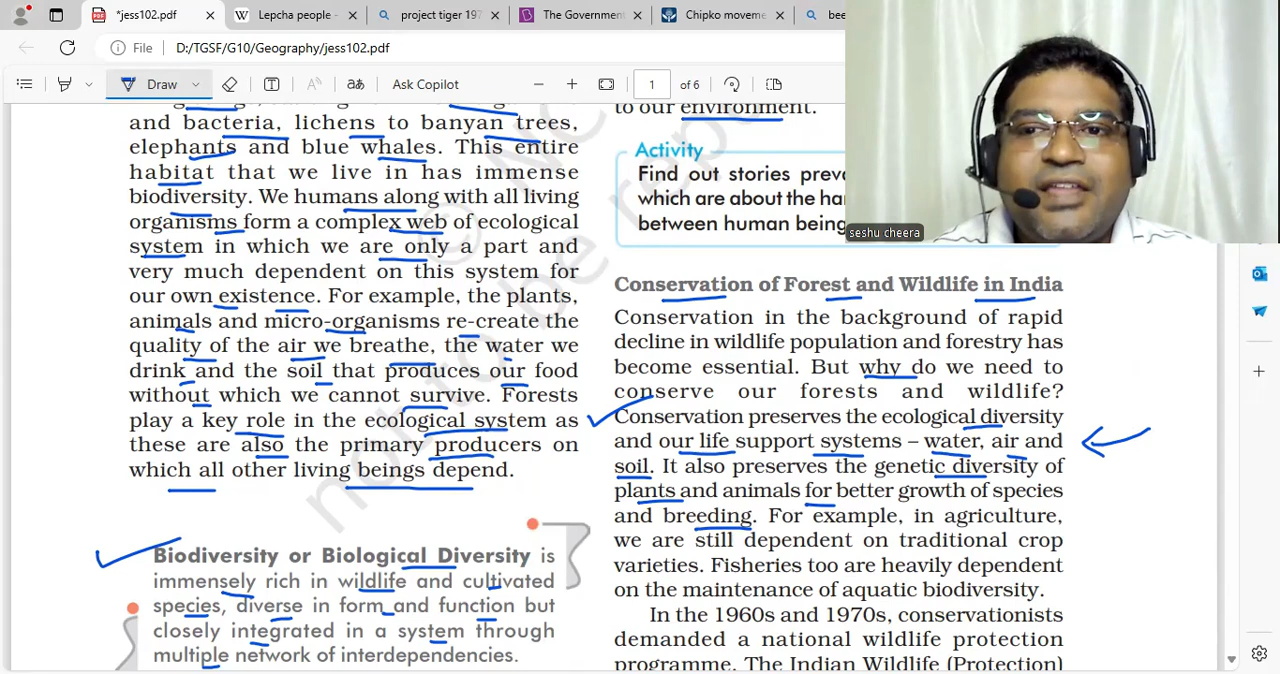 *jess102.pdf
Lepcha people -
project tiger 197
The Government
Chipko moveme
bee
File
D:/TGSF/G10/Geography/jess102.pdf
Draw
A
aあ
Ask Copilot
1
of 6
and bacteria, lichens to banyan trees,
elephants and blue whales. This entire
habitat that we live in has immense
biodiversity. We humans along with all living
organisms form a complex web of ecological
system in which we are only a part and
very much dependent on this system for
our own existence. For example, the plants,
animals and micro-organisms re-create the
quality of the air we breathe, the water we
drink and the soil that produces our food
without which we cannot survive. Forests
play a key role in the ecological system as
these are also the primary producers on
which all other living beings depend.
Biodiversity or Biological Diversity is
immensely rich in wildlife and cultivated
species, diverse in form and function but
closely integrated in a system through
multiple network of interdependencies.
to our environment.
Activity
Find out stories preva
which are about the har
between human being
seshu cheera
Conservation of Forest and Wildlife in India
Conservation in the background of rapid
decline in wildlife population and forestry has
become essential. But why do we need to
conserve our forests and wildlife?
Conservation preserves the ecological diversity
and our life support systems – water, air and
soil. It also preserves the genetic diversity of
plants and animals for better growth of species
and breeding. For example, in agriculture,
we are still dependent on traditional crop
varieties. Fisheries too are heavily dependent
on the maintenance of aquatic biodiversity.
In the 1960s and 1970s, conservationists
demanded a national wildlife protection
programme. The Indian Wildlife (Protection)
not to be repu